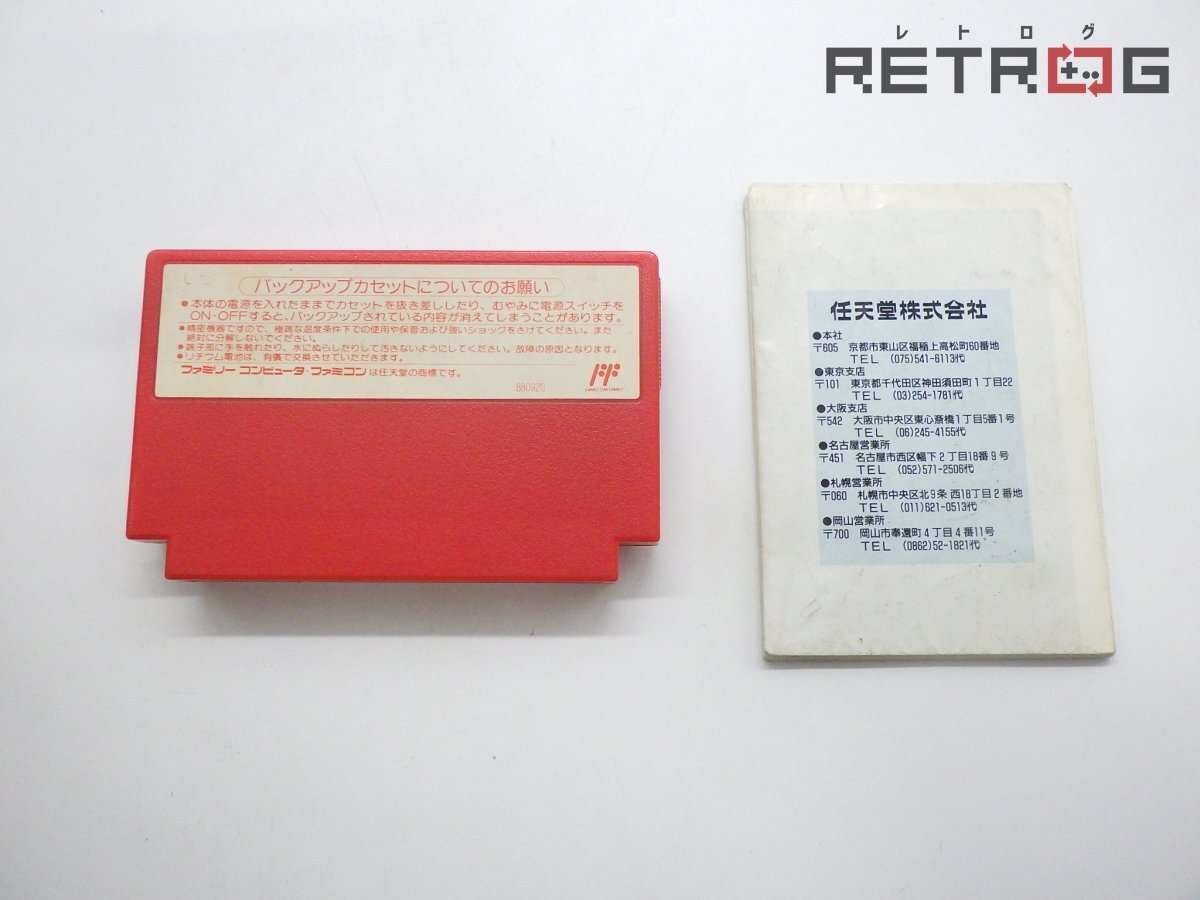 レトログ
RETROG
バックアップカセットについてのお願い
●本体の電源を入れたままでカセットを抜き差ししたり、むやみに電源スイッチを
ON・OFFすると、バックアップされている内容が消えてしまうことがあります。
●精密機器ですので、極端な温度条件下での使用や保管および強いショックをさけてください。また
絶対に分解しないでください。
●端子部に手を触れたり、水にぬらしたりして汚さないようにしてください。故障の原因となります。
●リチウム電池は、有償で交換させていただきます。
ファミリーコンピュータ・ファミコンは任天堂の商標です。
880920
任天堂株式会社
●本社
〒605 京都市東山区福稲上高松町60番地
TEL (075)541-6113代
●東京支店
〒101 東京都千代田区神田須田町1丁目22
TEL (03)254-1781代
●大阪支店
〒542 大阪市中央区東心斎橋1丁目5番1号
TEL (06)245-4155代
●名古屋営業所
〒451 名古屋市西区幅下2丁目18番9号
TEL (052)571-2506代
●札幌営業所
〒060 札幌市中央区北9条西18丁目2番地
TEL (011)621-0513代
●岡山営業所
〒700 岡山市奉還町4丁目4番11号
TEL (0862)52-1821代